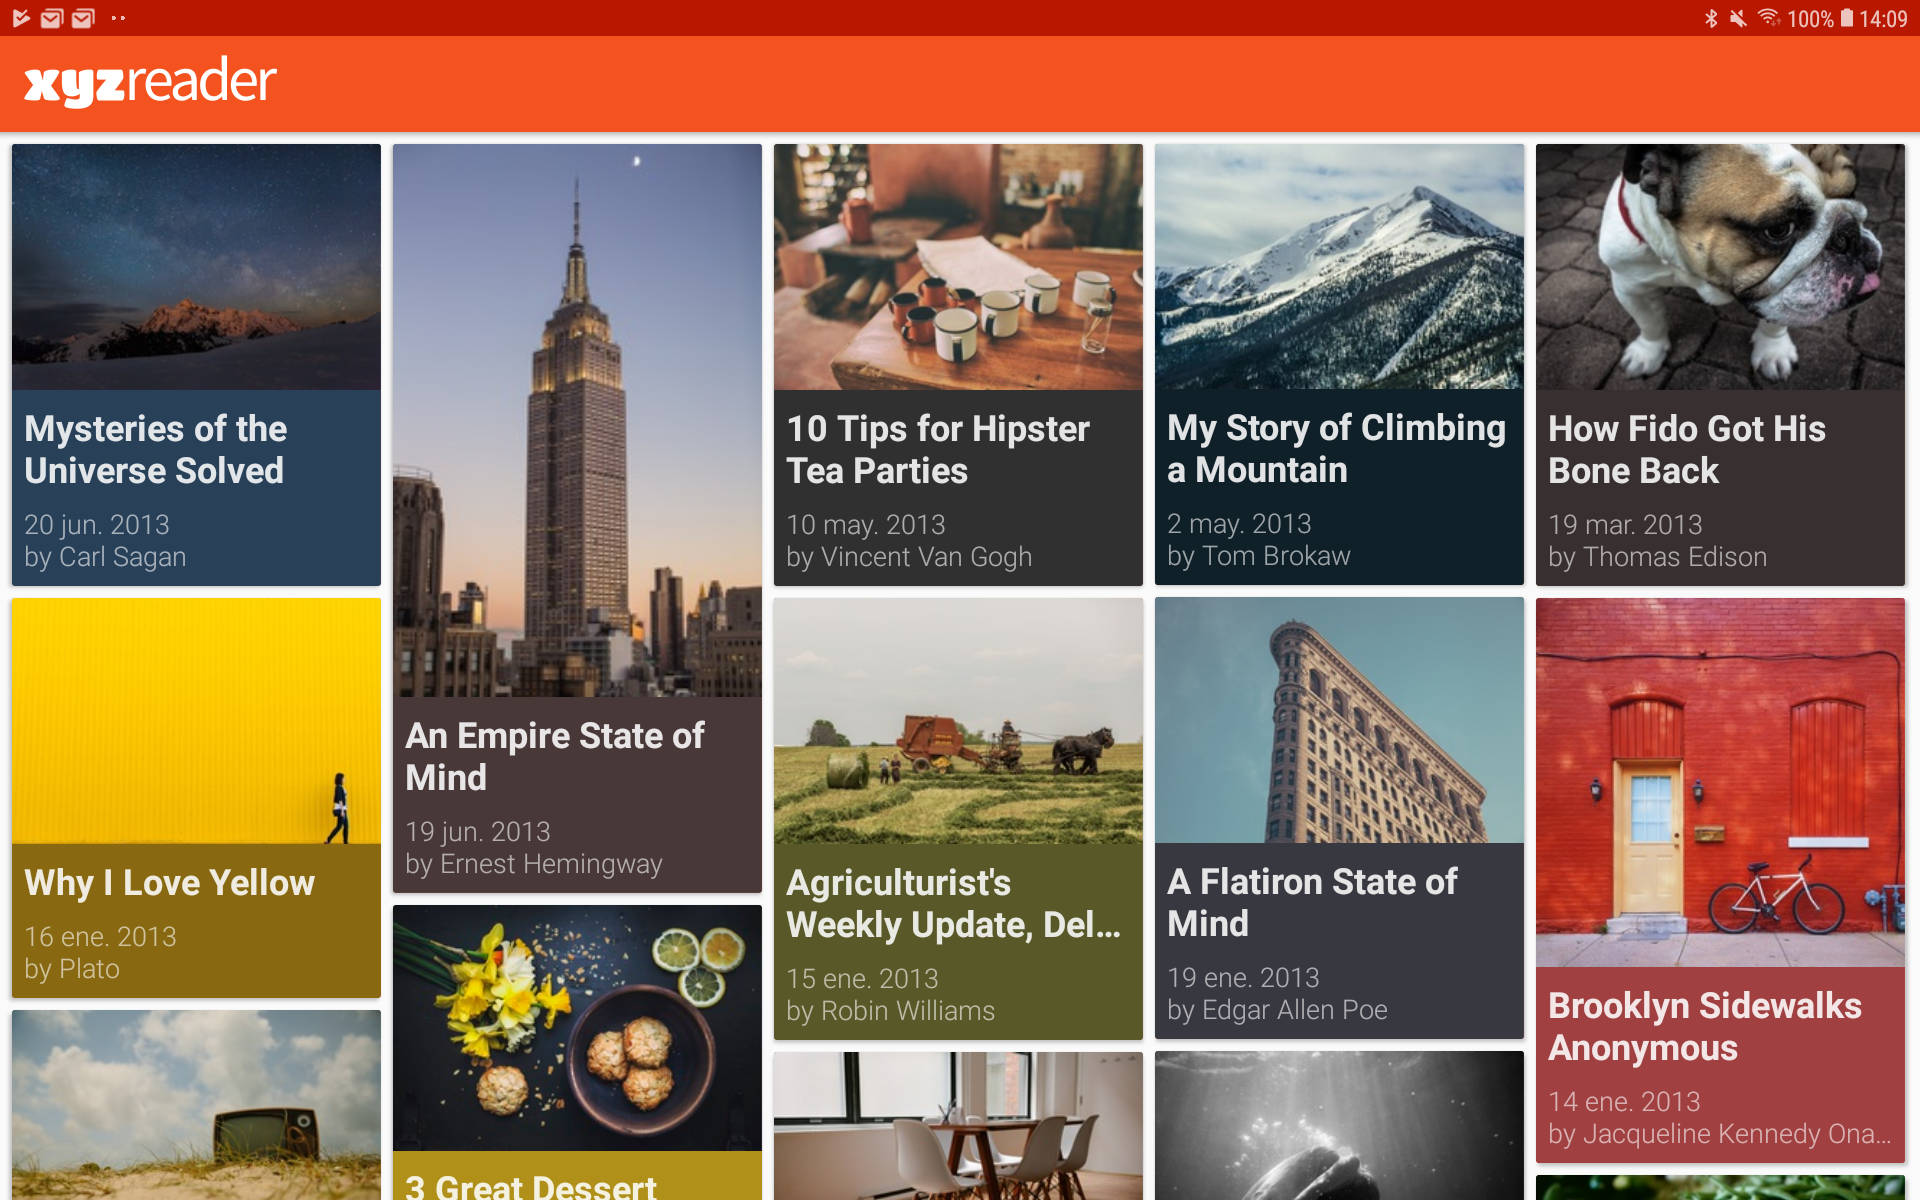 100% 14:09
xyzreader
Mysteries of the
Universe Solved
20 jun. 2013
by Carl Sagan
An Empire State of
Mind
19 jun. 2013
by Ernest Hemingway
10 Tips for Hipster
Tea Parties
10 may. 2013
by Vincent Van Gogh
My Story of Climbing
a Mountain
2 may. 2013
by Tom Brokaw
How Fido Got His
Bone Back
19 mar. 2013
by Thomas Edison
Why I Love Yellow
16 ene. 2013
by Plato
Agriculturist's
Weekly Update, Del...
15 ene. 2013
by Robin Williams
A Flatiron State of
Mind
19 ene. 2013
by Edgar Allen Poe
Brooklyn Sidewalks
Anonymous
14 ene. 2013
by Jacqueline Kennedy Ona...
3 Great Dessert